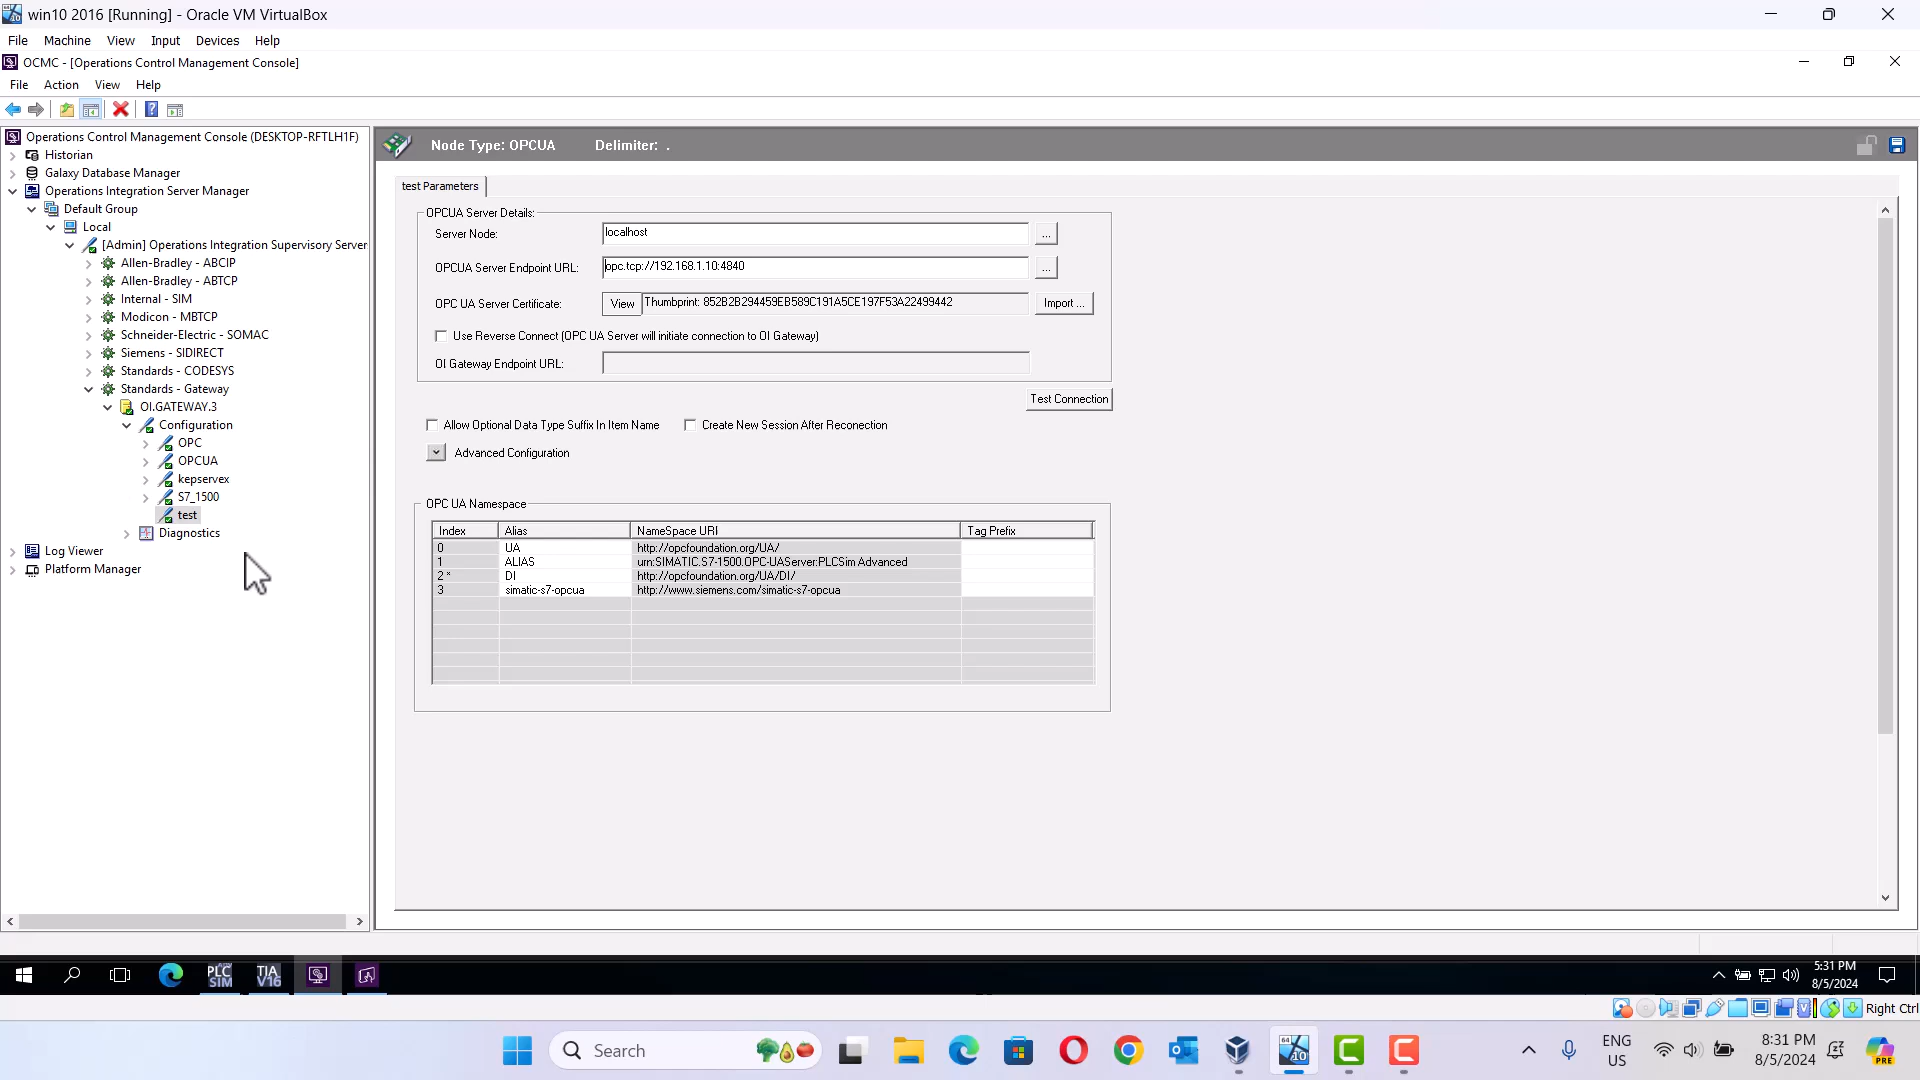 win10 2016 [Running] - Oracle VM VirtualBox
File Machine View Input Devices Help
OCMC - [Operations Control Management Console]
File Action View Help
Operations Control Management Console (DESKTOP-RFTLH1F)
Historian
Galaxy Database Manager
Operations Integration Server Manager
Default Group
Local
[Admin] Operations Integration Supervisory Server
Allen-Bradley - ABCIP
Allen-Bradley - ABTCP
Internal - SIM
Modicon - MBTCP
Schneider-Electric - SOMAC
Siemens - SIDIRECT
Standards - CODESYS
Standards - Gateway
OI.GATEWAY.3
Configuration
OPC
OPCUA
kepservex
S7_1500
test
Diagnostics
Log Viewer
Platform Manager
Node Type: OPCUA Delimiter: .
test Parameters
OPCUA Server Details:
Server Node: localhost ...
OPCUA Server Endpoint URL: opc.tcp://192.168.1.10:4840 ...
OPC UA Server Certificate: View Thumbprint: 852B2B294459EB589C191A5CE197F53A22499442 Import ...
Use Reverse Connect (OPC UA Server will initiate connection to OI Gateway)
OI Gateway Endpoint URL:
Test Connection
Allow Optional Data Type Suffix In Item Name Create New Session After Reconection
Advanced Configuration
OPC UA Namespace
Index Alias NameSpace URI Tag Prefix
0 UA http://opcfoundation.org/UA/
1 ALIAS urn:SIMATIC.S7-1500.OPC-UAServer:PLCSim Advanced
2 * DI http://opcfoundation.org/UA/DI/
3 simatic-s7-opcua http://www.siemens.com/simatic-s7-opcua
PLC SIM
TIA V16
5:31 PM
8/5/2024
Right Ctrl
Search
64
10
ENG
US
8:31 PM
8/5/2024
PRE